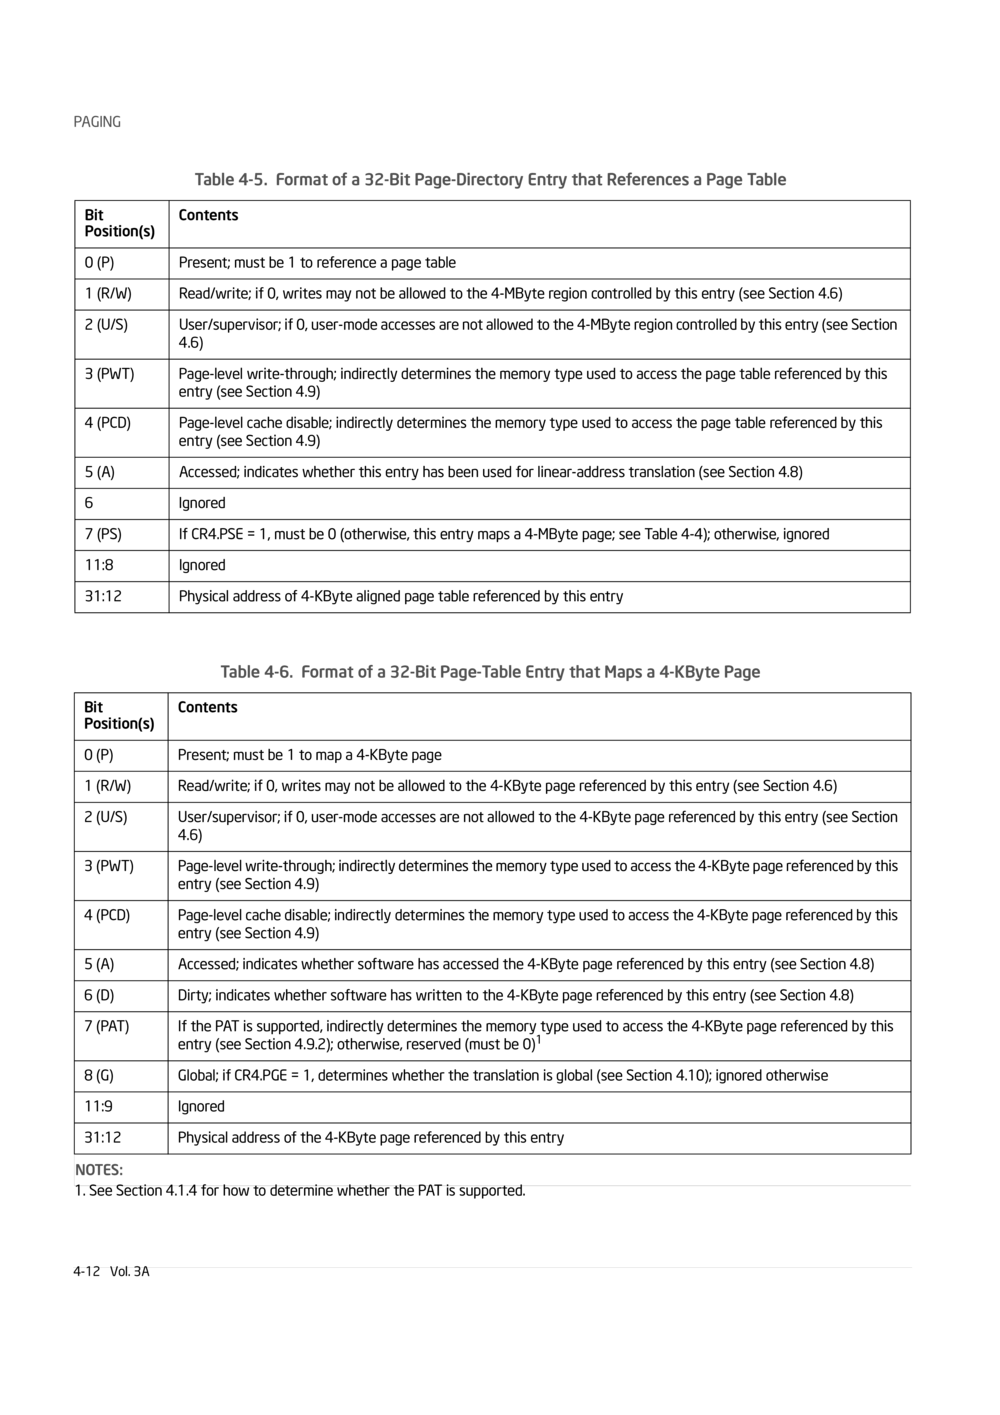 PAGING
Table 4-5. Format of a 32-Bit Page-Directory Entry that References a Page Table
Bit
Position(s)
Contents
0 (P)
Present; must be 1 to reference a page table
1 (R/W)
Read/write; if 0, writes may not be allowed to the 4-MByte region controlled by this entry (see Section 4.6)
2 (U/S)
User/supervisor; if 0, user-mode accesses are not allowed to the 4-MByte region controlled by this entry (see Section
4.6)
3 (PWT)
Page-level write-through; indirectly determines the memory type used to access the page table referenced by this
entry (see Section 4.9)
4 (PCD)
Page-level cache disable; indirectly determines the memory type used to access the page table referenced by this
entry (see Section 4.9)
5 (A)
Accessed; indicates whether this entry has been used for linear-address translation (see Section 4.8)
6
Ignored
7 (PS)
If CR4.PSE = 1, must be 0 (otherwise, this entry maps a 4-MByte page; see Table 4-4); otherwise, ignored
11:8
Ignored
31:12
Physical address of 4-KByte aligned page table referenced by this entry
Table 4-6. Format of a 32-Bit Page-Table Entry that Maps a 4-KByte Page
Bit
Position(s)
Contents
0 (P)
Present; must be 1 to map a 4-KByte page
1 (R/W)
Read/write; if 0, writes may not be allowed to the 4-KByte page referenced by this entry (see Section 4.6)
2 (U/S)
User/supervisor; if 0, user-mode accesses are not allowed to the 4-KByte page referenced by this entry (see Section
4.6)
3 (PWT)
Page-level write-through; indirectly determines the memory type used to access the 4-KByte page referenced by this
entry (see Section 4.9)
4 (PCD)
Page-level cache disable; indirectly determines the memory type used to access the 4-KByte page referenced by this
entry (see Section 4.9)
5 (A)
Accessed; indicates whether software has accessed the 4-KByte page referenced by this entry (see Section 4.8)
6 (D)
Dirty; indicates whether software has written to the 4-KByte page referenced by this entry (see Section 4.8)
7 (PAT)
If the PAT is supported, indirectly determines the memory type used to access the 4-KByte page referenced by this
entry (see Section 4.9.2); otherwise, reserved (must be 0)1
8 (G)
Global; if CR4.PGE = 1, determines whether the translation is global (see Section 4.10); ignored otherwise
11:9
Ignored
31:12
Physical address of the 4-KByte page referenced by this entry
NOTES:
1. See Section 4.1.4 for how to determine whether the PAT is supported.
4-12 Vol. 3A